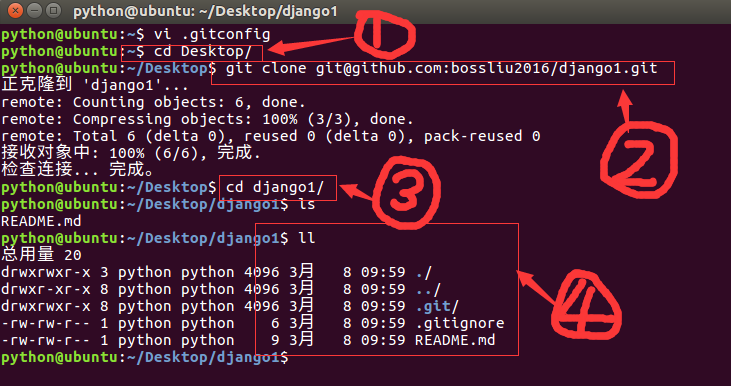 python@ubuntu: ~/Desktop/django1
python@ubuntu:~$ vi .gitconfig
python@ubuntu:~$ cd Desktop/
python@ubuntu:~/Desktop$ git clone git@github.com:bossliu2016/django1.git
正克隆到 'django1'...
remote: Counting objects: 6, done.
remote: Compressing objects: 100% (3/3), done.
remote: Total 6 (delta 0), reused 0 (delta 0), pack-reused 0
接收对象中: 100% (6/6), 完成.
检查连接... 完成。
python@ubuntu:~/Desktop$ cd django1/
python@ubuntu:~/Desktop/django1$ ls
README.md
python@ubuntu:~/Desktop/django1$ ll
总用量 20
drwxrwxr-x 3 python python 4096 3月   8 09:59 ./
drwxr-xr-x 8 python python 4096 3月   8 09:59 ../
drwxrwxr-x 8 python python 4096 3月   8 09:59 .git/
-rw-rw-r-- 1 python python    6 3月   8 09:59 .gitignore
-rw-rw-r-- 1 python python    9 3月   8 09:59 README.md
python@ubuntu:~/Desktop/django1$
①
②
③
④